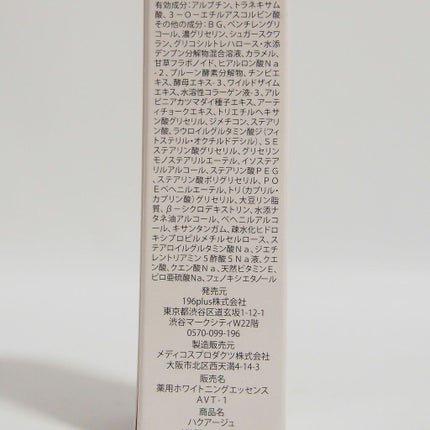 有効成分：アルブチン、トラネキサム
酸、３－Ｏ－エチルアスコルビン酸
その他の成分：ＢＧ、ペンチレングリ
コール、濃グリセリン、シュガースクワ
ラン、グリコシルトレハロース・水添
デンプン分解物混合溶液、カラメル、
甘草フラボノイド、ヒアルロン酸Ｎａ
－２、プルーン酵素分解物、チンピエ
キス、酵母エキス-３、ワイルドザイム
エキス、水溶性コラーゲン液-３、アル
ピニアカツマダイ種子エキス、アーテ
ィチョークエキス、トリエチルヘキサ
ン酸グリセリル、ジメチコン、ステアリ
ン酸、ラウロイルグルタミン酸ジ（フィ
トステリル・オクチルドデシル）、ＳＥ
ステアリン酸グリセリル、グリセリン
モノステアリルエーテル、イソステア
リルアルコール、ステアリン酸ＰＥＧ、
ステアリン酸ポリグリセリル、ＰＯＥ
ベヘニルエーテル、トリ（カプリル・
カプリン酸）グリセリル、大豆リン脂
質、β－シクロデキストリン、水添ナ
タネ油アルコール、ベヘニルアルコ
ール、キサンタンガム、疎水化ヒドロ
キシプロピルメチルセルロース、ス
テアロイルグルタミン酸Ｎａ、ジエチ
レントリアミン５酢酸５Ｎａ液、クエン
酸、クエン酸Ｎａ、天然ビタミンＥ、
ピロ亜硫酸Ｎａ、フェノキシエタノール
発売元
196plus株式会社
東京都渋谷区道玄坂1-12-1
渋谷マークシティW22階
0570-099-196
製造販売元
メディコスプロダクツ株式会社
大阪市北区西天満4-14-3
販売名
薬用ホワイトニングエッセンス
ＡＶＴ-１
商品名
ハクアージュ